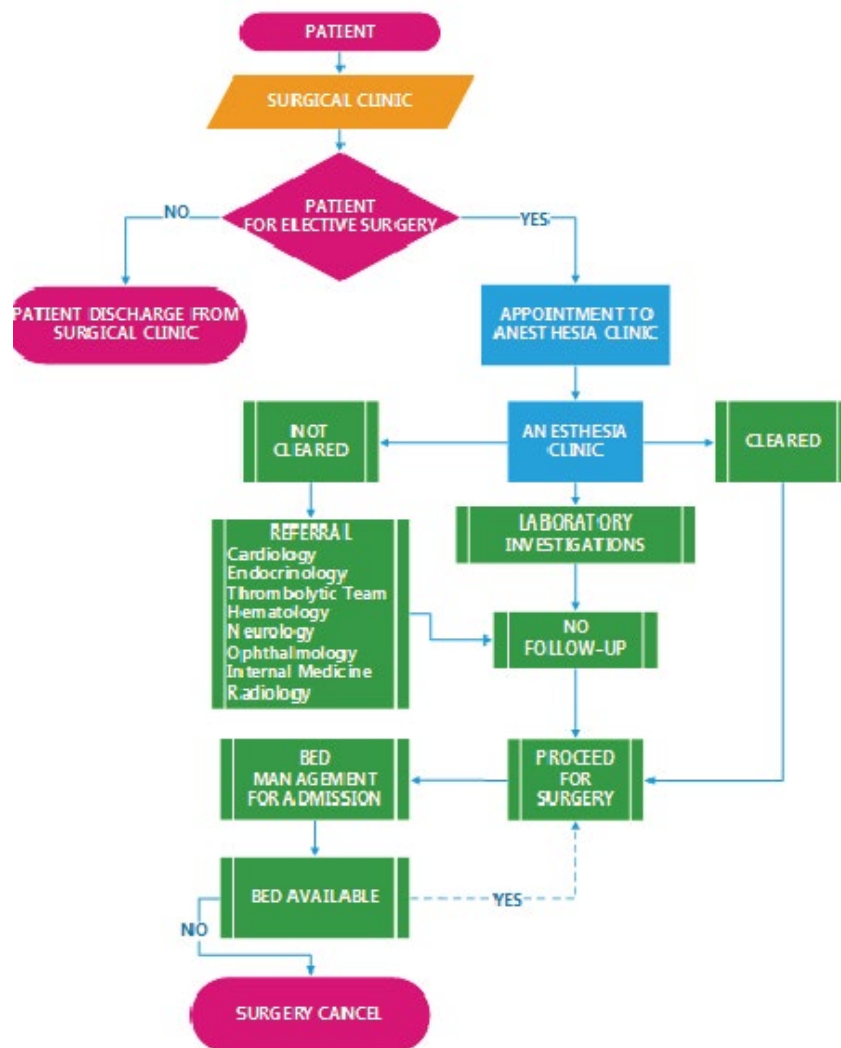 PATIENT
SURGICAL CLINIC
PATIENT
FOR ELECTIVE SURGERY
NO
YES
PATIENT DISCHARGE FROM
SURGICAL CLINIC
APPOINTMENT TO
ANESTHESIA CLINIC
NOT
CLEARED
ANESTHESIA
CLINIC
CLEARED
REFERRAL
Cardiology
Endocrinology
Thrombolytic Team
Hematology
Neurology
Ophthalmology
Internal Medicine
Radiology
LABORATORY
INVESTIGATIONS
NO
FOLLOW-UP
BED
MANAGEMENT
FOR ADMISSION
PROCEED
FOR
SURGERY
BED AVAILABLE
YES
NO
SURGERY CANCEL